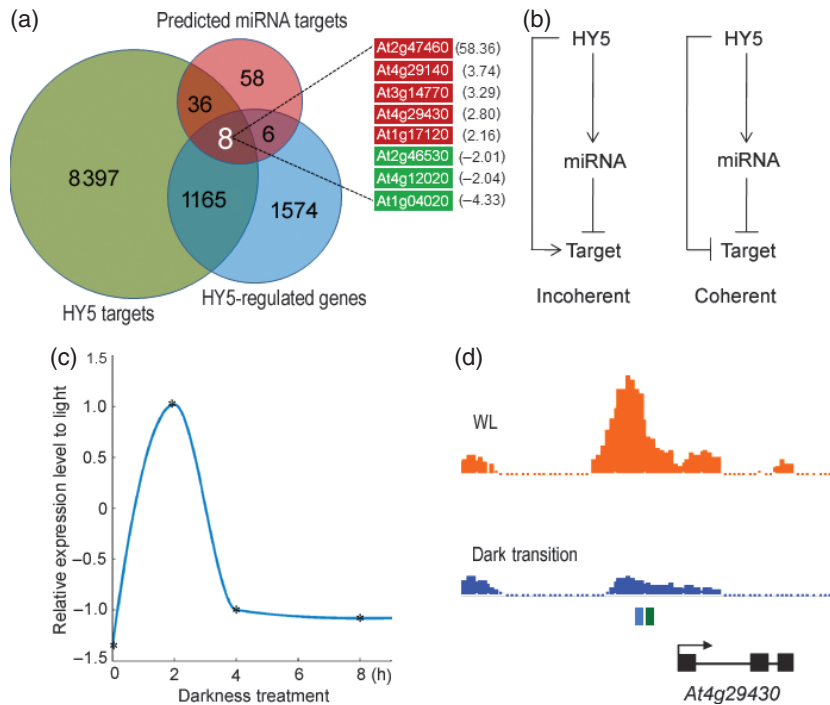 (a)
Predicted miRNA targets
58
36
8
6
8397
1165
1574
HY5 targets
HY5-regulated genes
At2g47460 (58.36)
At4g29140 (3.74)
At3g14770 (3.29)
At4g29430 (2.80)
At1g17120 (2.16)
At2g46530 (–2.01)
At4g12020 (–2.04)
At1g04020 (–4.33)
(b)
HY5 HY5
miRNA miRNA
Target Target
Incoherent Coherent
(c)
Relative expression level to light
1.5
1.0
0.5
0
–0.5
–1.0
–1.5
0 2 4 6 8 (h)
Darkness treatment
(d)
WL
Dark transition
At4g29430